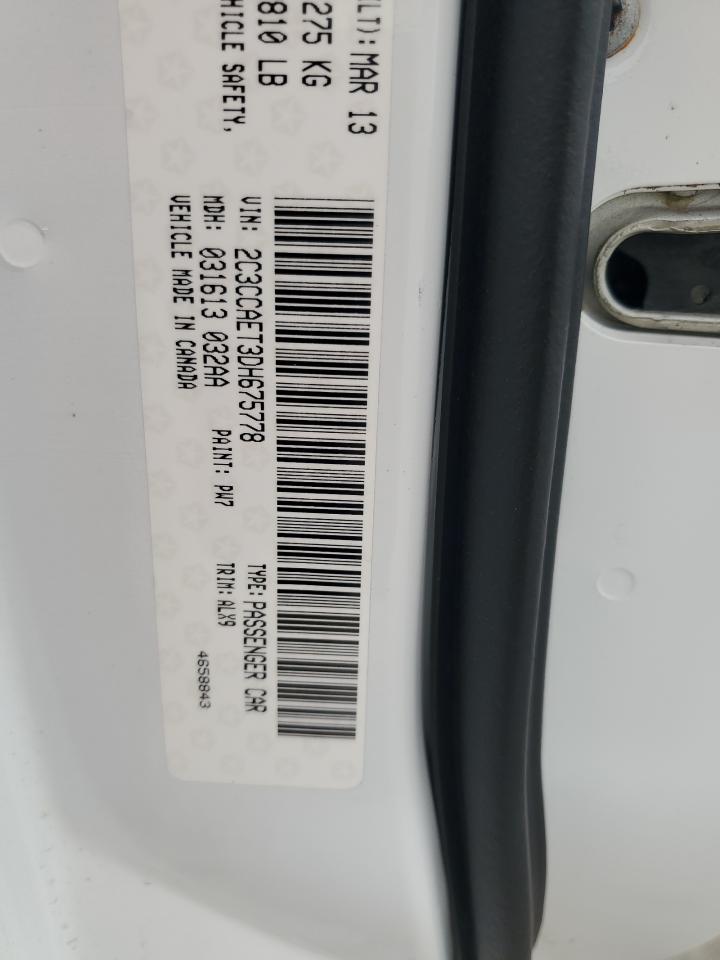 ILT): MAR 13
275 KG
810 LB
HICLE SAFETY,
VIN: 2C3CCAET3DH675778 TYPE: PASSENGER CAR
MDH: 031613 032AA PAINT: PW7 TRIM: ALX9
VEHICLE MADE IN CANADA 4658843